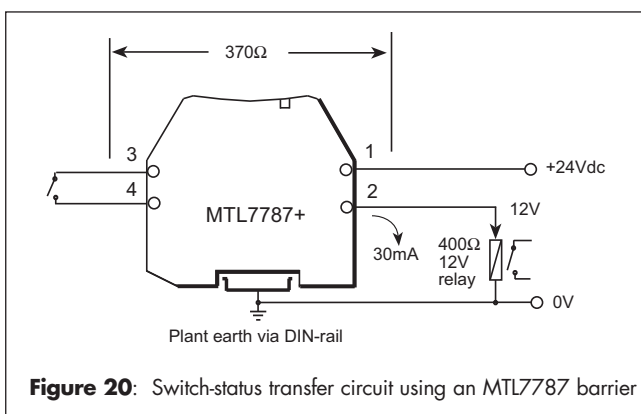 370Ω
3
1
+24Vdc
4
2
MTL7787+
12V
30mA
400Ω
12V
relay
0V
Plant earth via DIN-rail
Figure 20: Switch-status transfer circuit using an MTL7787 barrier